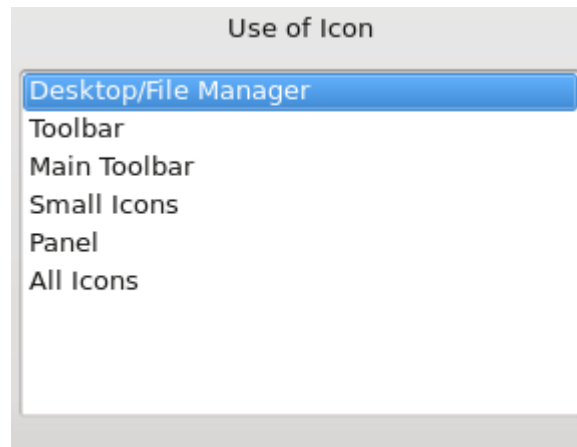 Use of Icon
Desktop/File Manager
Toolbar
Main Toolbar
Small Icons
Panel
All Icons